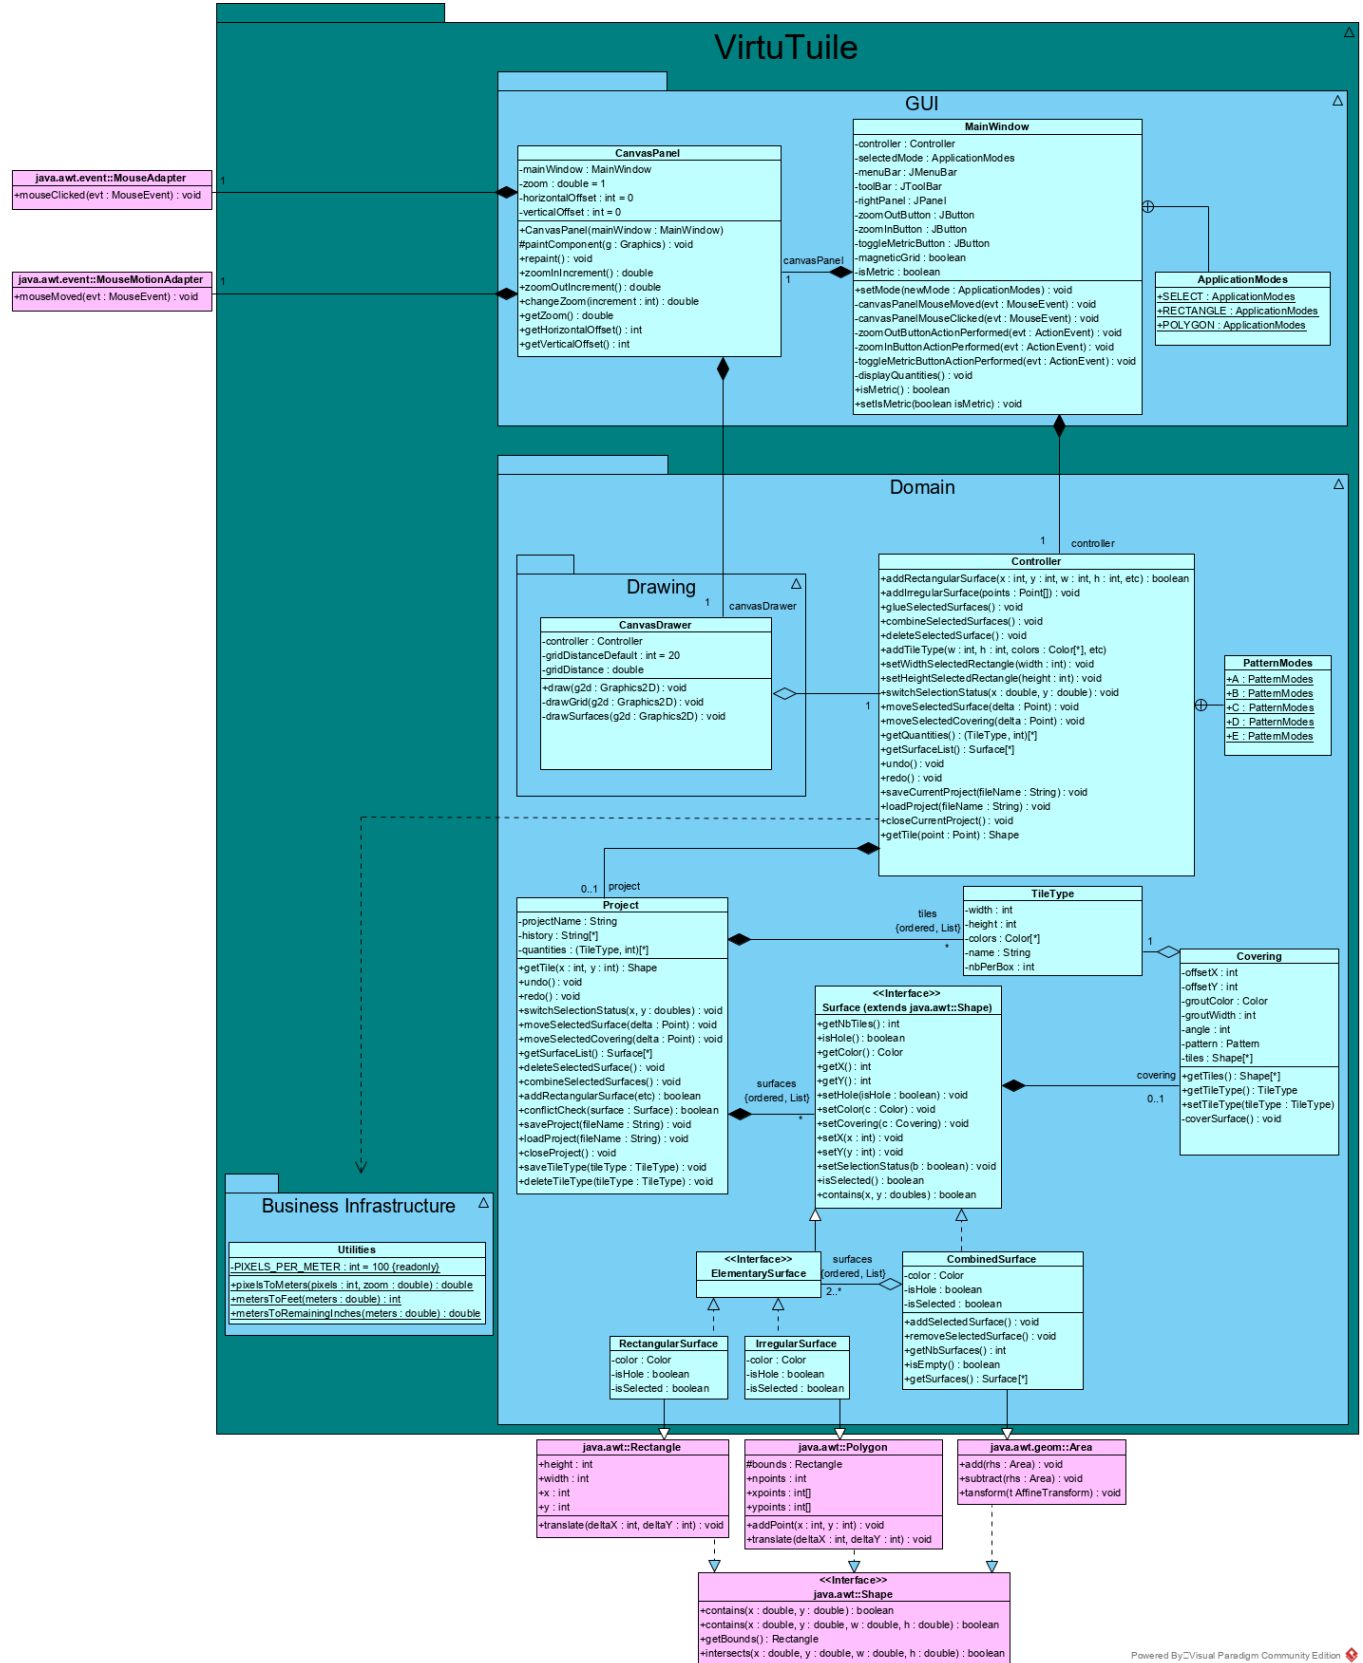 VirtuTuile
GUI
MainWindow
-controller : Controller
-selectedMode : ApplicationModes
-menuBar : JMenuBar
-toolBar : JToolBar
-rightPanel : JPanel
-zoomOutButton : JButton
-zoomInButton : JButton
-toggleMetricButton : JButton
-magneticGrid : boolean
-isMetric : boolean
+setMode(newMode : ApplicationModes) : void
-canvasPanelMouseMoved(evt : MouseEvent) : void
-canvasPanelMouseClicked(evt : MouseEvent) : void
-zoomOutButtonActionPerformed(evt : ActionEvent) : void
-zoomInButtonActionPerformed(evt : ActionEvent) : void
-toggleMetricButtonActionPerformed(evt : ActionEvent) : void
-displayQuantities() : void
+isMetric() : boolean
+setIsMetric(boolean isMetric) : void
CanvasPanel
-mainWindow : MainWindow
-zoom : double = 1
-horizontalOffset : int = 0
-verticalOffset : int = 0
+CanvasPanel(mainWindow : MainWindow)
#paintComponent(g : Graphics) : void
+repaint() : void
+zoomInIncrement() : double
+zoomOutIncrement() : double
+changeZoom(increment : int) : double
+getZoom() : double
+getHorizontalOffset() : int
+getVerticalOffset() : int
java.awt.event::MouseAdapter
+mouseClicked(evt : MouseEvent) : void
1
java.awt.event::MouseMotionAdapter
+mouseMoved(evt : MouseEvent) : void
1
canvasPanel
1
ApplicationModes
+SELECT : ApplicationModes
+RECTANGLE : ApplicationModes
+POLYGON : ApplicationModes
Domain
1
controller
Controller
+addRectangularSurface(x : int, y : int, w : int, h : int, etc) : boolean
+addIrregularSurface(points : Point[]) : void
+glueSelectedSurfaces() : void
+combineSelectedSurfaces() : void
+deleteSelectedSurface() : void
+addTileType(w : int, h : int, colors : Color[*], etc)
+setWidthSelectedRectangle(width : int) : void
+setHeightSelectedRectangle(height : int) : void
+switchSelectionStatus(x : double, y : double) : void
+moveSelectedSurface(delta : Point) : void
+moveSelectedCovering(delta : Point) : void
+getQuantities() : (TileType, int)[*]
+getSurfaceList() : Surface[*]
+undo() : void
+redo() : void
+saveCurrentProject(fileName : String) : void
+loadProject(fileName : String) : void
+closeCurrentProject() : void
+getTile(point : Point) : Shape
Drawing
1
canvasDrawer
CanvasDrawer
-controller : Controller
-gridDistanceDefault : int = 20
-gridDistance : double
+draw(g2d : Graphics2D) : void
-drawGrid(g2d : Graphics2D) : void
-drawSurfaces(g2d : Graphics2D) : void
1
PatternModes
+A : PatternModes
+B : PatternModes
+C : PatternModes
+D : PatternModes
+E : PatternModes
0..1
project
Project
-projectName : String
-history : String[*]
-quantities : (TileType, int)[*]
+getTile(x : int, y : int) : Shape
+undo() : void
+redo() : void
+switchSelectionStatus(x, y : doubles) : void
+moveSelectedSurface(delta : Point) : void
+moveSelectedCovering(delta : Point) : void
+getSurfaceList() : Surface[*]
+deleteSelectedSurface() : void
+combineSelectedSurfaces() : void
+addRectangularSurface(etc) : boolean
+conflictCheck(surface : Surface) : boolean
+saveProject(fileName : String) : void
+loadProject(fileName : String) : void
+closeProject() : void
+saveTileType(tileType : TileType) : void
+deleteTileType(tileType : TileType) : void
tiles
{ordered, List}
*
TileType
-width : int
-height : int
-colors : Color[*]
-name : String
-nbPerBox : int
1
Covering
-offsetX : int
-offsetY : int
-groutColor : Color
-groutWidth : int
-angle : int
-pattern : Pattern
-tiles : Shape[*]
+getTiles() : Shape[*]
+getTileType() : TileType
+setTileType(tileType : TileType)
-coverSurface() : void
<<Interface>>
Surface (extends java.awt::Shape)
+getNbTiles() : int
+isHole() : boolean
+getColor() : Color
+getX() : int
+getY() : int
+setHole(isHole : boolean) : void
+setColor(c : Color) : void
+setCovering(c : Covering) : void
+setX(x : int) : void
+setY(y : int) : void
+setSelectionStatus(b : boolean) : void
+isSelected() : boolean
+contains(x, y : doubles) : boolean
surfaces
{ordered, List}
*
covering
0..1
Business Infrastructure
Utilities
-PIXELS_PER_METER : int = 100 {readonly}
+pixelsToMeters(pixels : int, zoom : double) : double
+metersToFeet(meters : double) : int
+metersToRemainingInches(meters : double) : double
<<Interface>>
ElementarySurface
surfaces
{ordered, List}
2..*
CombinedSurface
-color : Color
-isHole : boolean
-isSelected : boolean
+addSelectedSurface() : void
+removeSelectedSurface() : void
+getNbSurfaces() : int
+isEmpty() : boolean
+getSurfaces() : Surface[*]
RectangularSurface
-color : Color
-isHole : boolean
-isSelected : boolean
IrregularSurface
-color : Color
-isHole : boolean
-isSelected : boolean
java.awt::Rectangle
+height : int
+width : int
+x : int
+y : int
+translate(deltaX : int, deltaY : int) : void
java.awt::Polygon
#bounds : Rectangle
+npoints : int
+xpoints : int[]
+ypoints : int[]
+addPoint(x : int, y : int) : void
+translate(deltaX : int, deltaY : int) : void
java.awt.geom::Area
+add(rhs : Area) : void
+subtract(rhs : Area) : void
+tansform(t AffineTransform) : void
<<Interface>>
java.awt::Shape
+contains(x : double, y : double) : boolean
+contains(x : double, y : double, w : double, h : double) : boolean
+getBounds() : Rectangle
+intersects(x : double, y : double, w : double, h : double) : boolean
Powered By Visual Paradigm Community Edition